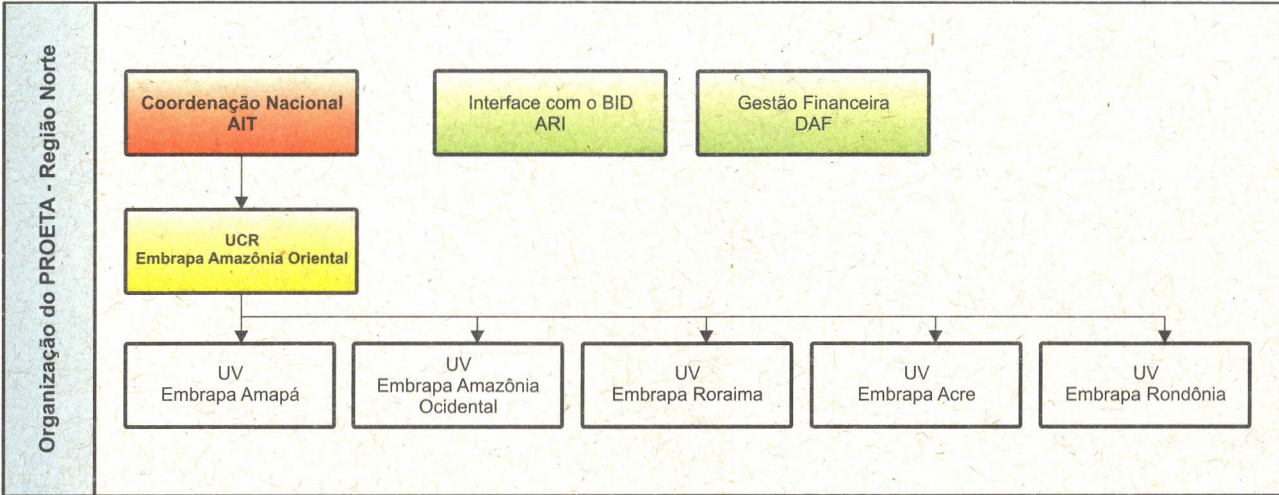 Organização do PROETA - Região Norte
Coordenação Nacional
AIT
Interface com o BID
ARI
Gestão Financeira
DAF
UCR
Embrapa Amazônia Oriental
UV
Embrapa Amapá
UV
Embrapa Amazônia
Ocidental
UV
Embrapa Roraima
UV
Embrapa Acre
UV
Embrapa Rondônia